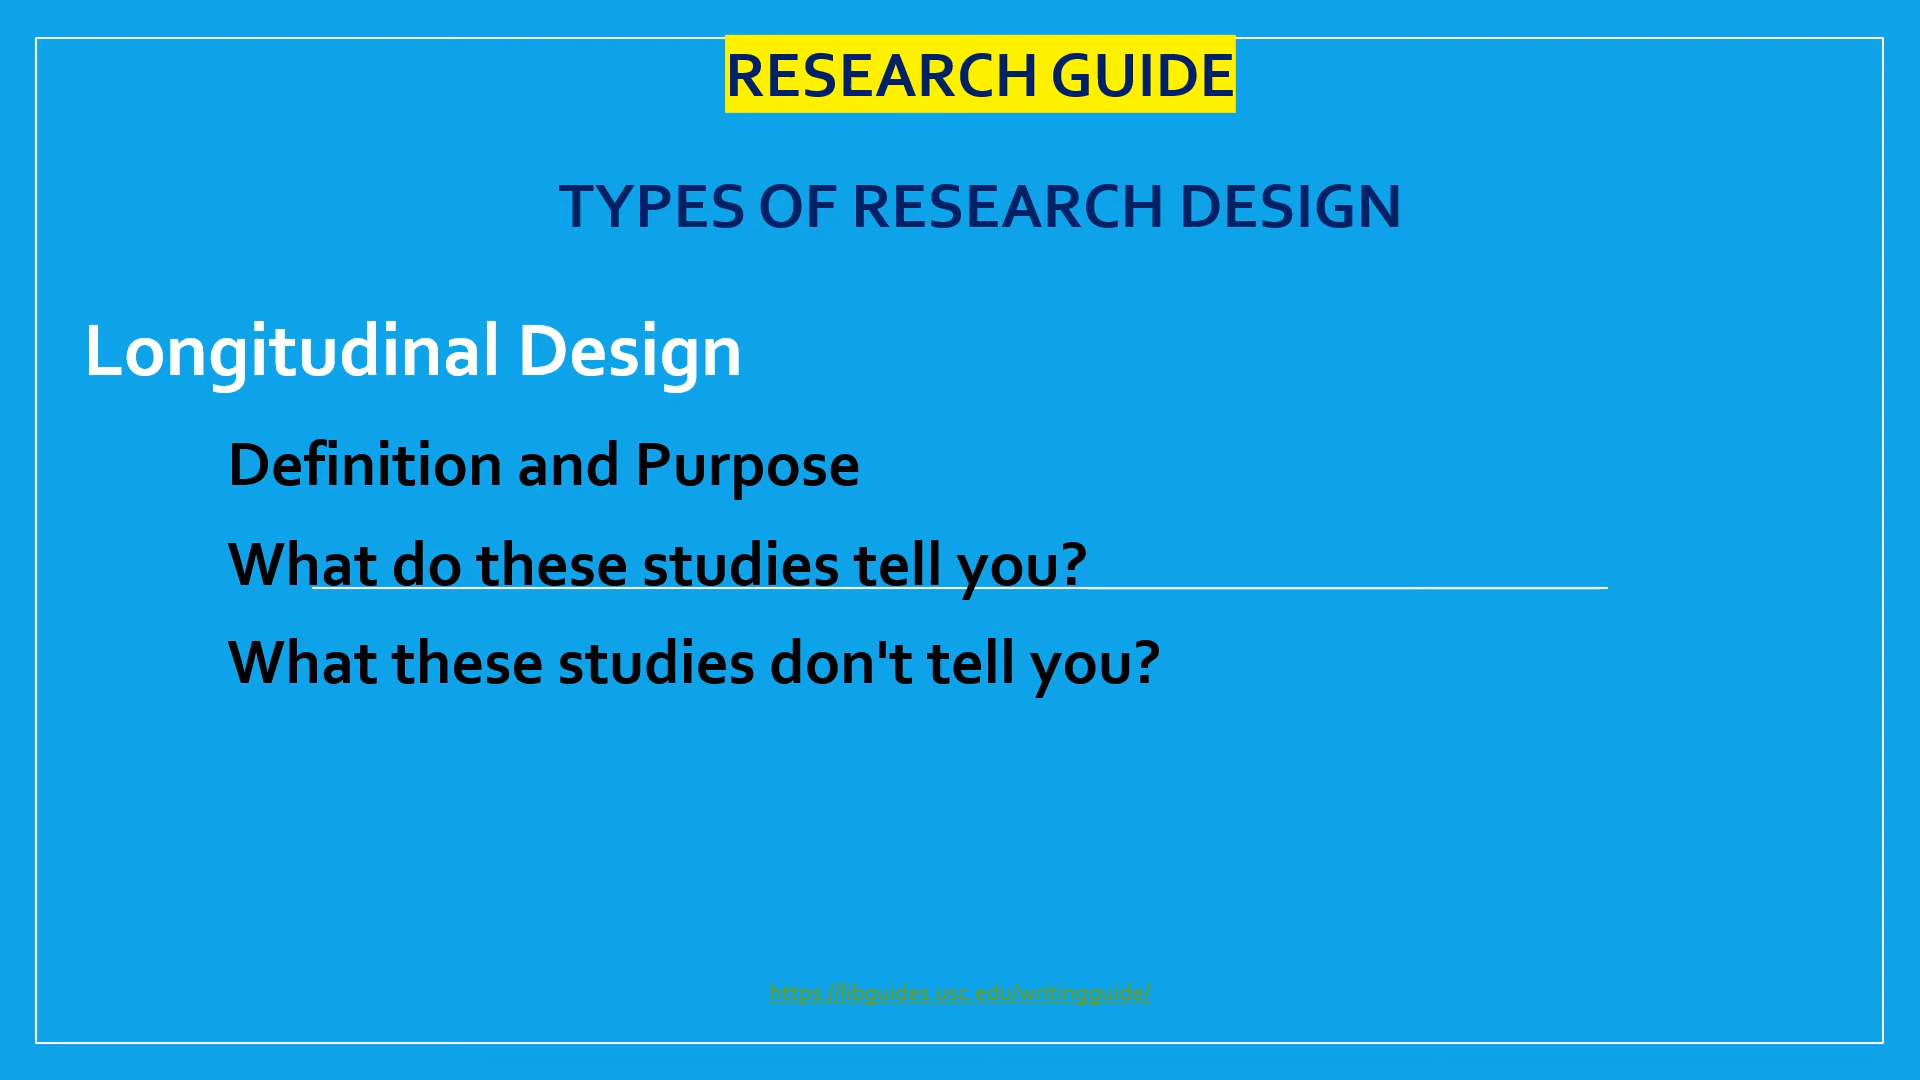 RESEARCH GUIDE
TYPES OF RESEARCH DESIGN
Longitudinal Design
Definition and Purpose
What do these studies tell you?
What these studies don't tell you?
https://libguides.usc.edu/writingguide/